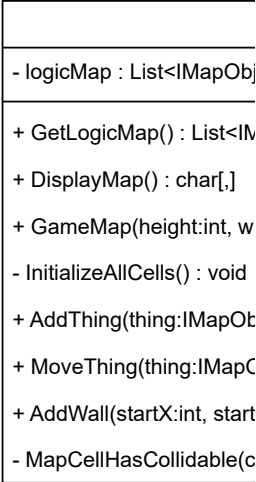 - logicMap : List<IMapObj
+ GetLogicMap() : List<IM
+ DisplayMap() : char[,]
+ GameMap(height:int, w
- InitializeAllCells() : void
+ AddThing(thing:IMapOb
+ MoveThing(thing:IMapO
+ AddWall(startX:int, start
- MapCellHasCollidable(c